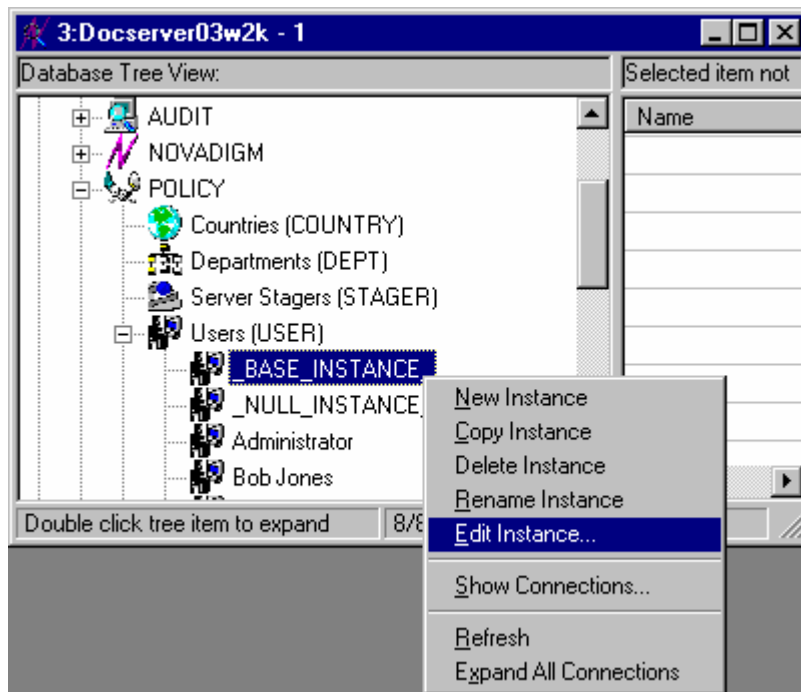 3:Docserver03w2k - 1
Database Tree View:
Selected item not
Name
AUDIT
NOVADIGM
POLICY
Countries (COUNTRY)
Departments (DEPT)
Server Stagers (STAGER)
Users (USER)
_BASE_INSTANCE_
_NULL_INSTANCE_
Administrator
Bob Jones
New Instance
Copy Instance
Delete Instance
Rename Instance
Edit Instance...
Show Connections...
Refresh
Expand All Connections
Double click tree item to expand
8/8